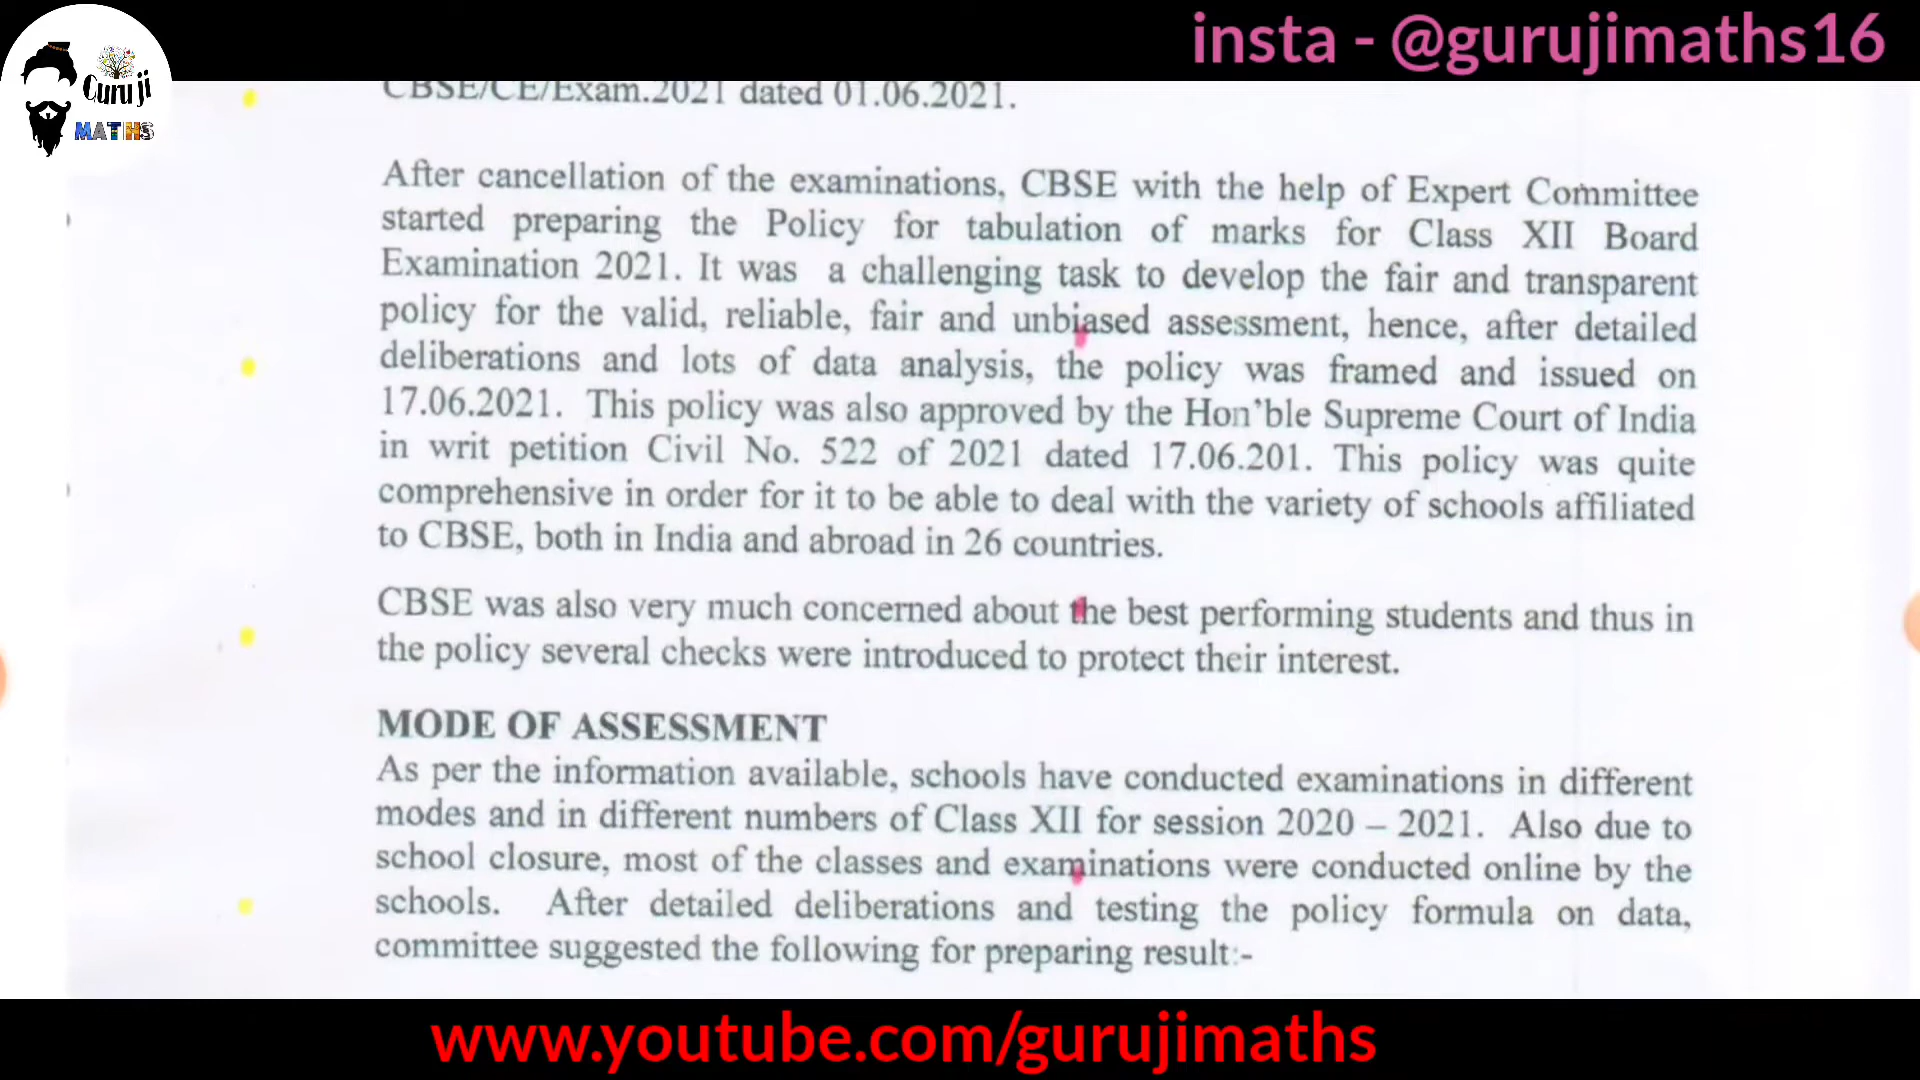 insta - @gurujimaths16
Guru ji
MATHS
CBSE/CE/Exam.2021 dated 01.06.2021.
After cancellation of the examinations, CBSE with the help of Expert Committee
started preparing the Policy for tabulation of marks for Class XII Board
Examination 2021. It was a challenging task to develop the fair and transparent
policy for the valid, reliable, fair and unbiased assessment, hence, after detailed
deliberations and lots of data analysis, the policy was framed and issued on
17.06.2021. This policy was also approved by the Hon'ble Supreme Court of India
in writ petition Civil No. 522 of 2021 dated 17.06.201. This policy was quite
comprehensive in order for it to be able to deal with the variety of schools affiliated
to CBSE, both in India and abroad in 26 countries.
CBSE was also very much concerned about the best performing students and thus in
the policy several checks were introduced to protect their interest.
MODE OF ASSESSMENT
As per the information available, schools have conducted examinations in different
modes and in different numbers of Class XII for session 2020 – 2021. Also due to
school closure, most of the classes and examinations were conducted online by the
schools. After detailed deliberations and testing the policy formula on data,
committee suggested the following for preparing result:-
www.youtube.com/gurujimaths